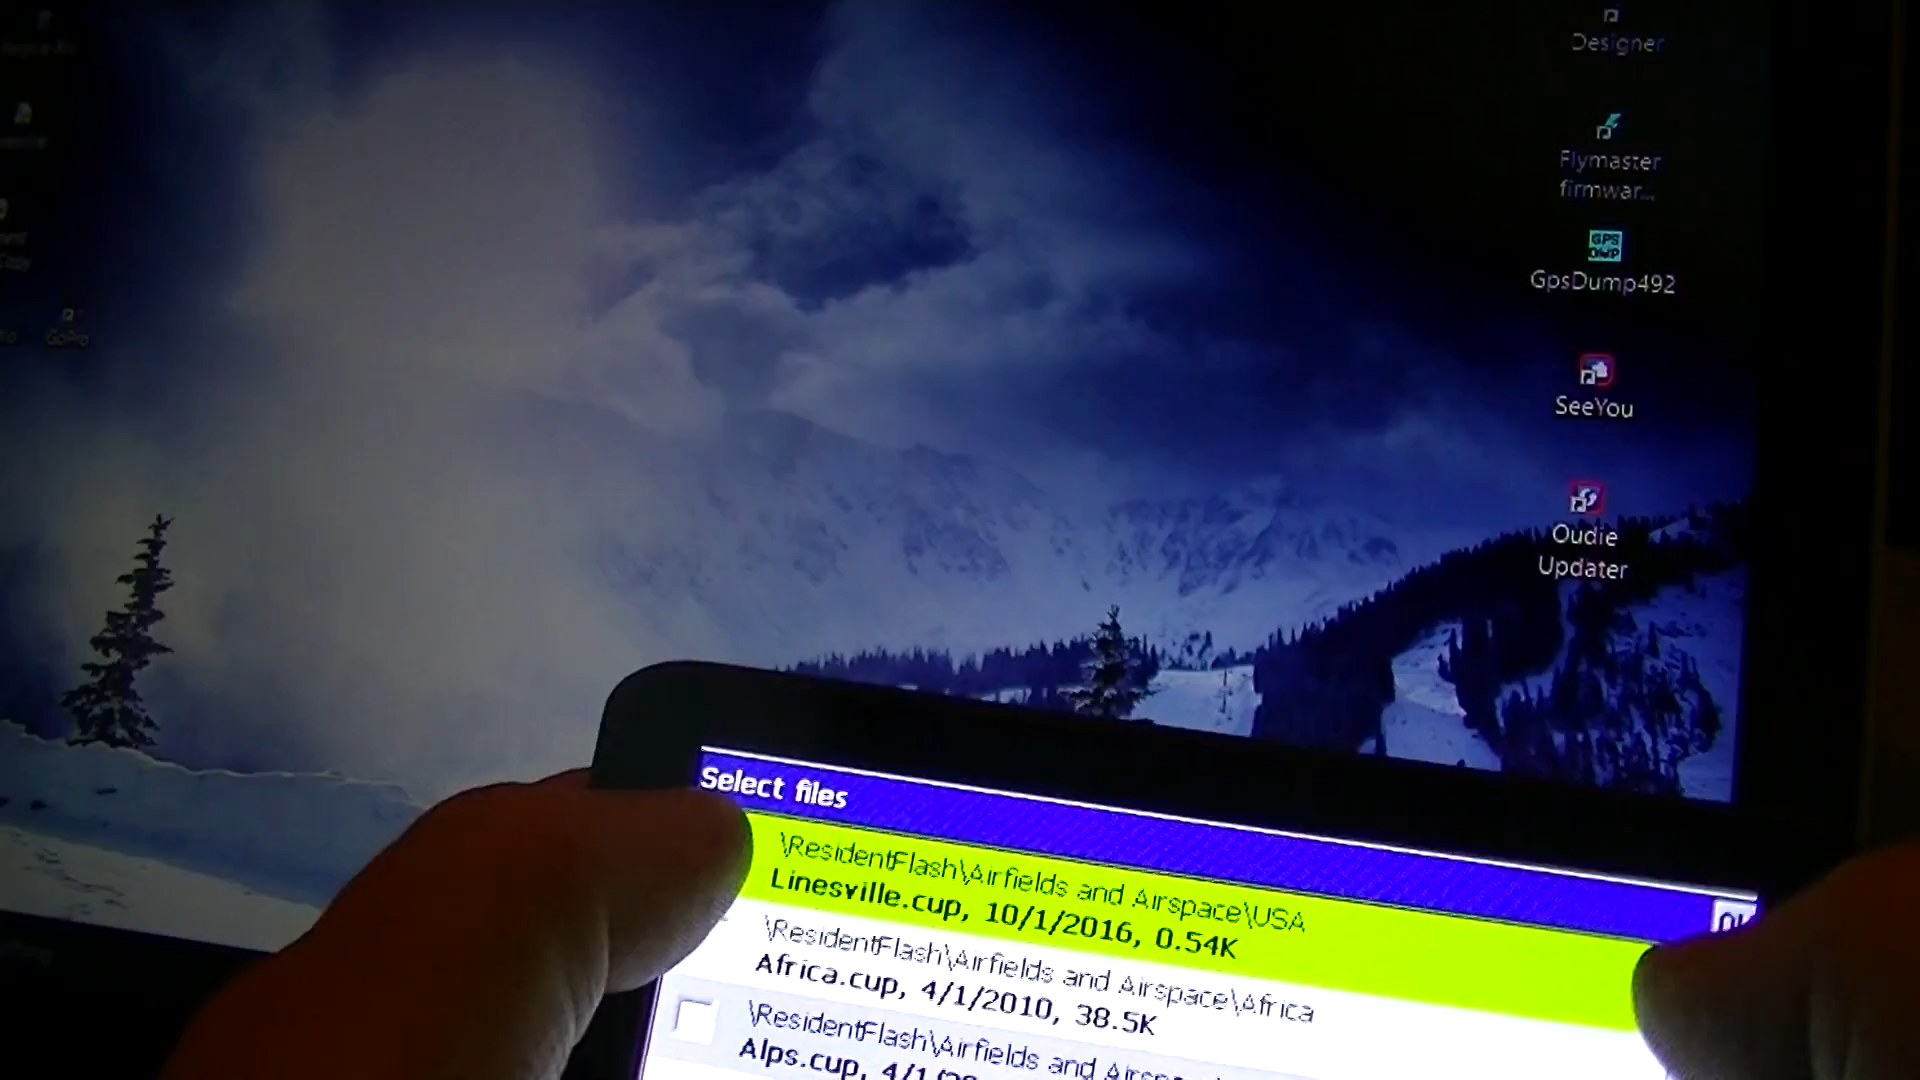 Designer
Flymaster
firmwar...
GPS
GpsDump492
GoPro
SeeYou
Oudie
Updater
Select files
\ResidentFlash\Airfields and Airspace\USA
Linesville.cup, 10/1/2016, 0.54K
\ResidentFlash\Airfields and Airspace\Africa
Africa.cup, 4/1/2010, 38.5K
\ResidentFlash\Airfields and
Alps.cup,